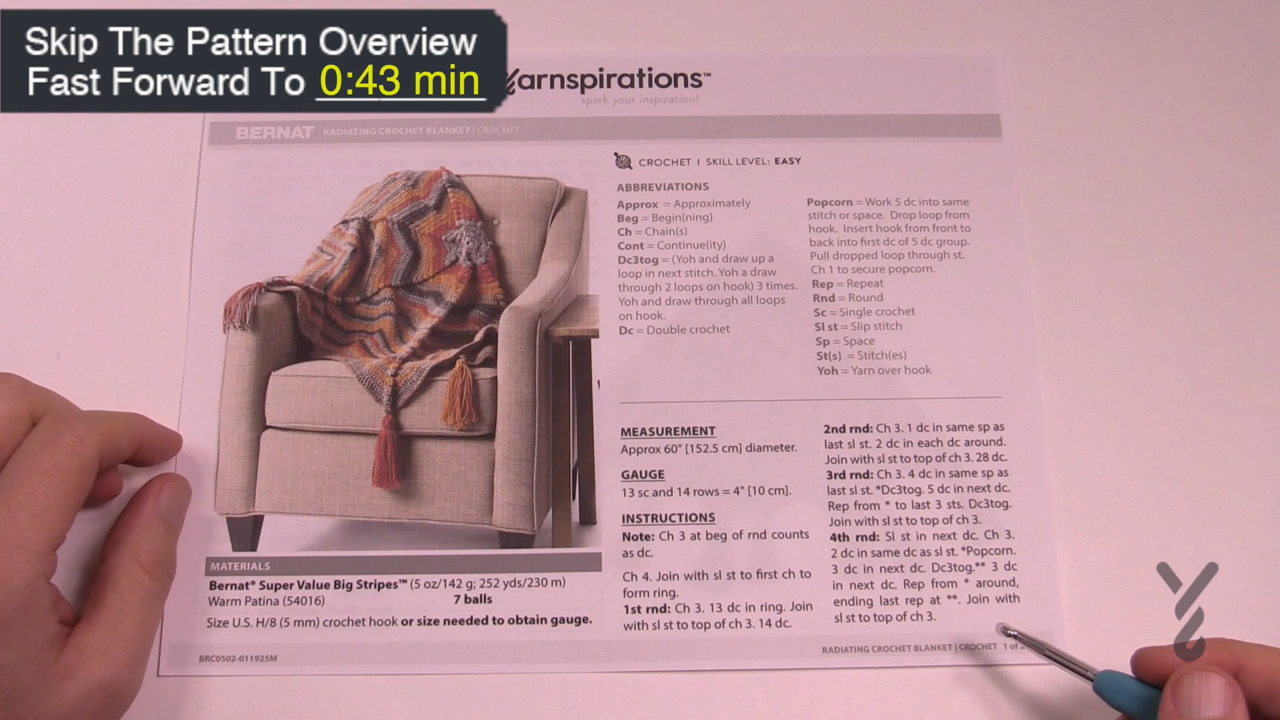 Skip The Pattern Overview
Fast Forward To 0:43 min
Yarnspirations™
spark your inspiration!
BERNAT RADIATING CROCHET BLANKET | CROCHET
CROCHET I SKILL LEVEL: EASY
ABBREVIATIONS
Approx = Approximately
Beg = Begin(ning)
Ch = Chain(s)
Cont = Continue(ity)
Dc3tog = (Yoh and draw up a
loop in next stitch. Yoh a draw
through 2 loops on hook) 3 times.
Yoh and draw through all loops
on hook.
Dc = Double crochet
Popcorn = Work 5 dc into same
stitch or space. Drop loop from
hook. Insert hook from front to
back into first dc of 5 dc group.
Pull dropped loop through st.
Ch 1 to secure popcorn.
Rep = Repeat
Rnd = Round
Sc = Single crochet
Sl st = Slip stitch
Sp = Space
St(s) = Stitch(es)
Yoh = Yarn over hook
MEASUREMENT
Approx 60" [152.5 cm] diameter.
GAUGE
13 sc and 14 rows = 4" [10 cm].
INSTRUCTIONS
Note: Ch 3 at beg of rnd counts
as dc.
Ch 4. Join with sl st to first ch to
form ring.
1st rnd: Ch 3. 13 dc in ring. Join
with sl st to top of ch 3. 14 dc.
2nd rnd: Ch 3. 1 dc in same sp as
last sl st. 2 dc in each dc around.
Join with sl st to top of ch 3. 28 dc.
3rd rnd: Ch 3. 4 dc in same sp as
last sl st. *Dc3tog. 5 dc in next dc.
Rep from * to last 3 sts. Dc3tog.
Join with sl st to top of ch 3.
4th rnd: Sl st in next dc. Ch 3.
2 dc in same dc as sl st. *Popcorn.
3 dc in next dc. Dc3tog.** 3 dc
in next dc. Rep from * around,
ending last rep at **. Join with
sl st to top of ch 3.
MATERIALS
Bernat® Super Value Big Stripes™ (5 oz/142 g; 252 yds/230 m)
Warm Patina (54016) 7 balls
Size U.S. H/8 (5 mm) crochet hook or size needed to obtain gauge.
BRC0502-011925M
RADIATING CROCHET BLANKET | CROCHET 1 of